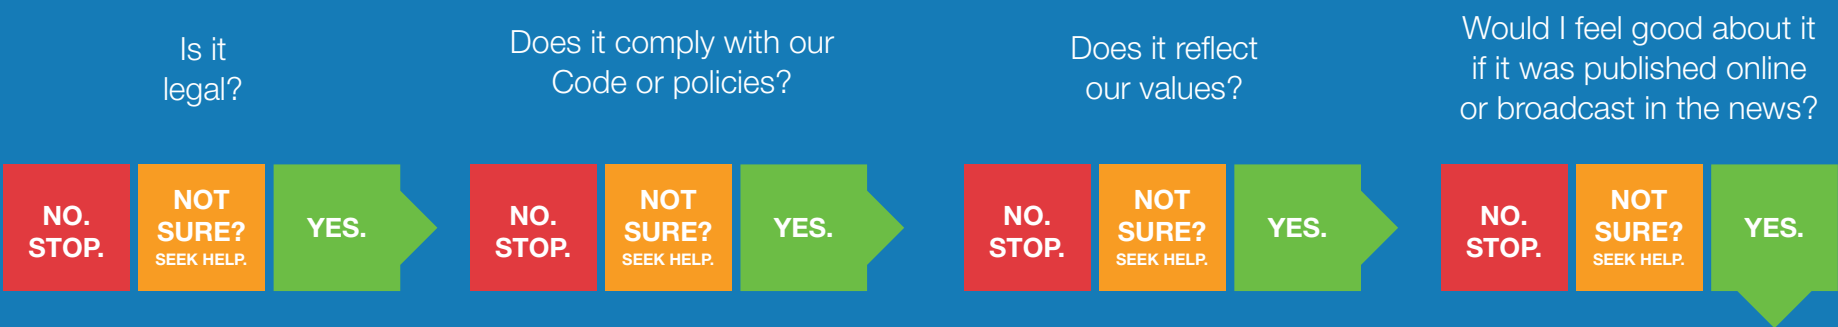 Is it
legal?
NO.
STOP.
NOT
SURE?
SEEK HELP.
YES.
Does it comply with our
Code or policies?
NO.
STOP.
NOT
SURE?
SEEK HELP.
YES.
Does it reflect
our values?
NO.
STOP.
NOT
SURE?
SEEK HELP.
YES.
Would I feel good about it
if it was published online
or broadcast in the news?
NO.
STOP.
NOT
SURE?
SEEK HELP.
YES.